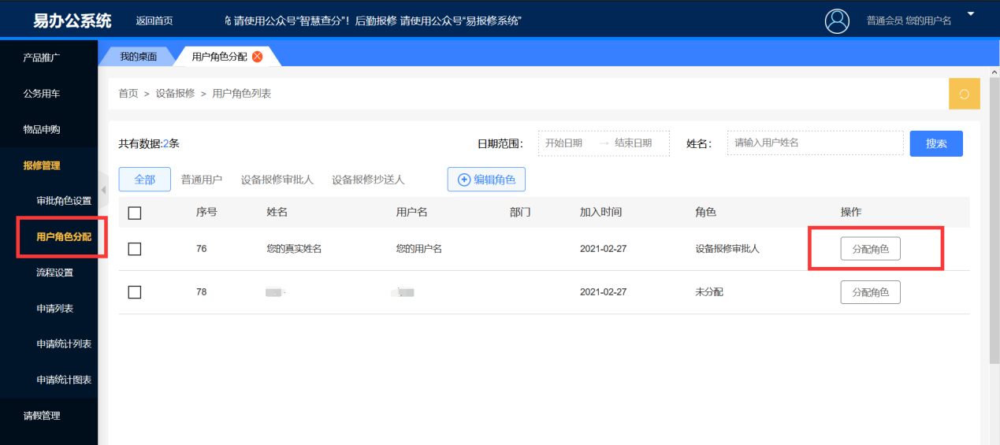 易办公系统 返回首页 统 请使用公众号“智慧查分”！后勤报修 请使用公众号“易报修系统” 普通会员 您的用户名
产品推广
公务用车
物品申购
报修管理
审批角色设置
用户角色分配
流程设置
申请列表
申请统计列表
申请统计图表
请假管理
我的桌面 用户角色分配
首页 > 设备报修 > 用户角色列表
共有数据:2条 日期范围： 开始日期 → 结束日期 姓名： 请输入用户姓名 搜索
全部 普通用户 设备报修审批人 设备报修抄送人 编辑角色
序号 姓名 用户名 部门 加入时间 角色 操作
76 您的真实姓名 您的用户名 2021-02-27 设备报修审批人 分配角色
78 2021-02-27 未分配 分配角色